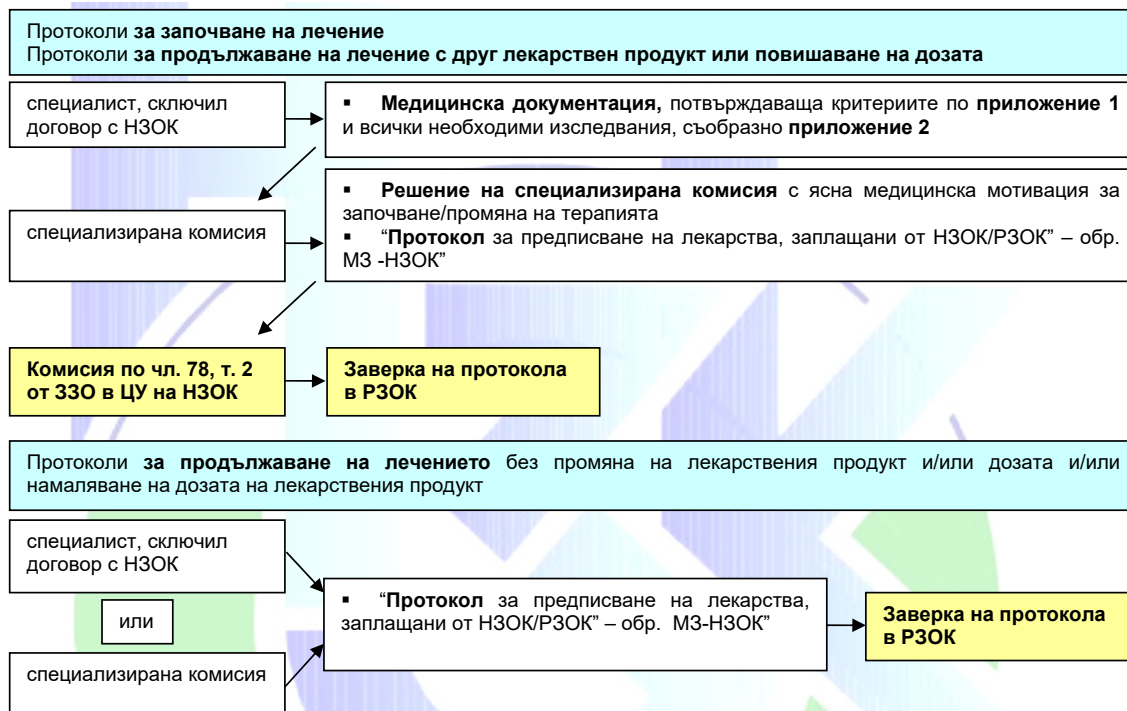 Протоколи за започване на лечение
Протоколи за продължаване на лечение с друг лекарствен продукт или повишаване на дозата
специалист, сключил
договор с НЗОК
▪ Медицинска документация, потвърждаваща критериите по приложение 1
и всички необходими изследвания, съобразно приложение 2
специализирана комисия
▪ Решение на специализирана комисия с ясна медицинска мотивация за
започване/промяна на терапията
▪ “Протокол за предписване на лекарства, заплащани от НЗОК/РЗОК” – обр.
МЗ -НЗОК”
Комисия по чл. 78, т. 2
от ЗЗО в ЦУ на НЗОК
Заверка на протокола
в РЗОК
Протоколи за продължаване на лечението без промяна на лекарствения продукт и/или дозата и/или
намаляване на дозата на лекарствения продукт
специалист, сключил
договор с НЗОК
или
специализирана комисия
▪ “Протокол за предписване на лекарства,
заплащани от НЗОК/РЗОК” – обр. МЗ-НЗОК”
Заверка на протокола
в РЗОК